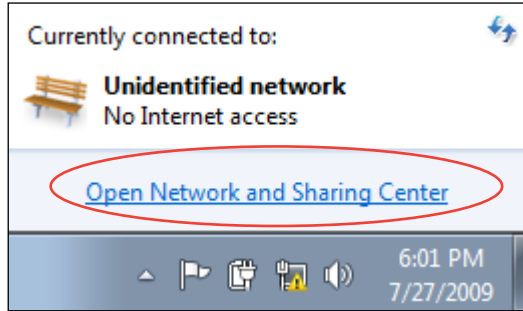 Currently connected to:
Unidentified network
No Internet access
Open Network and Sharing Center
6:01 PM
7/27/2009